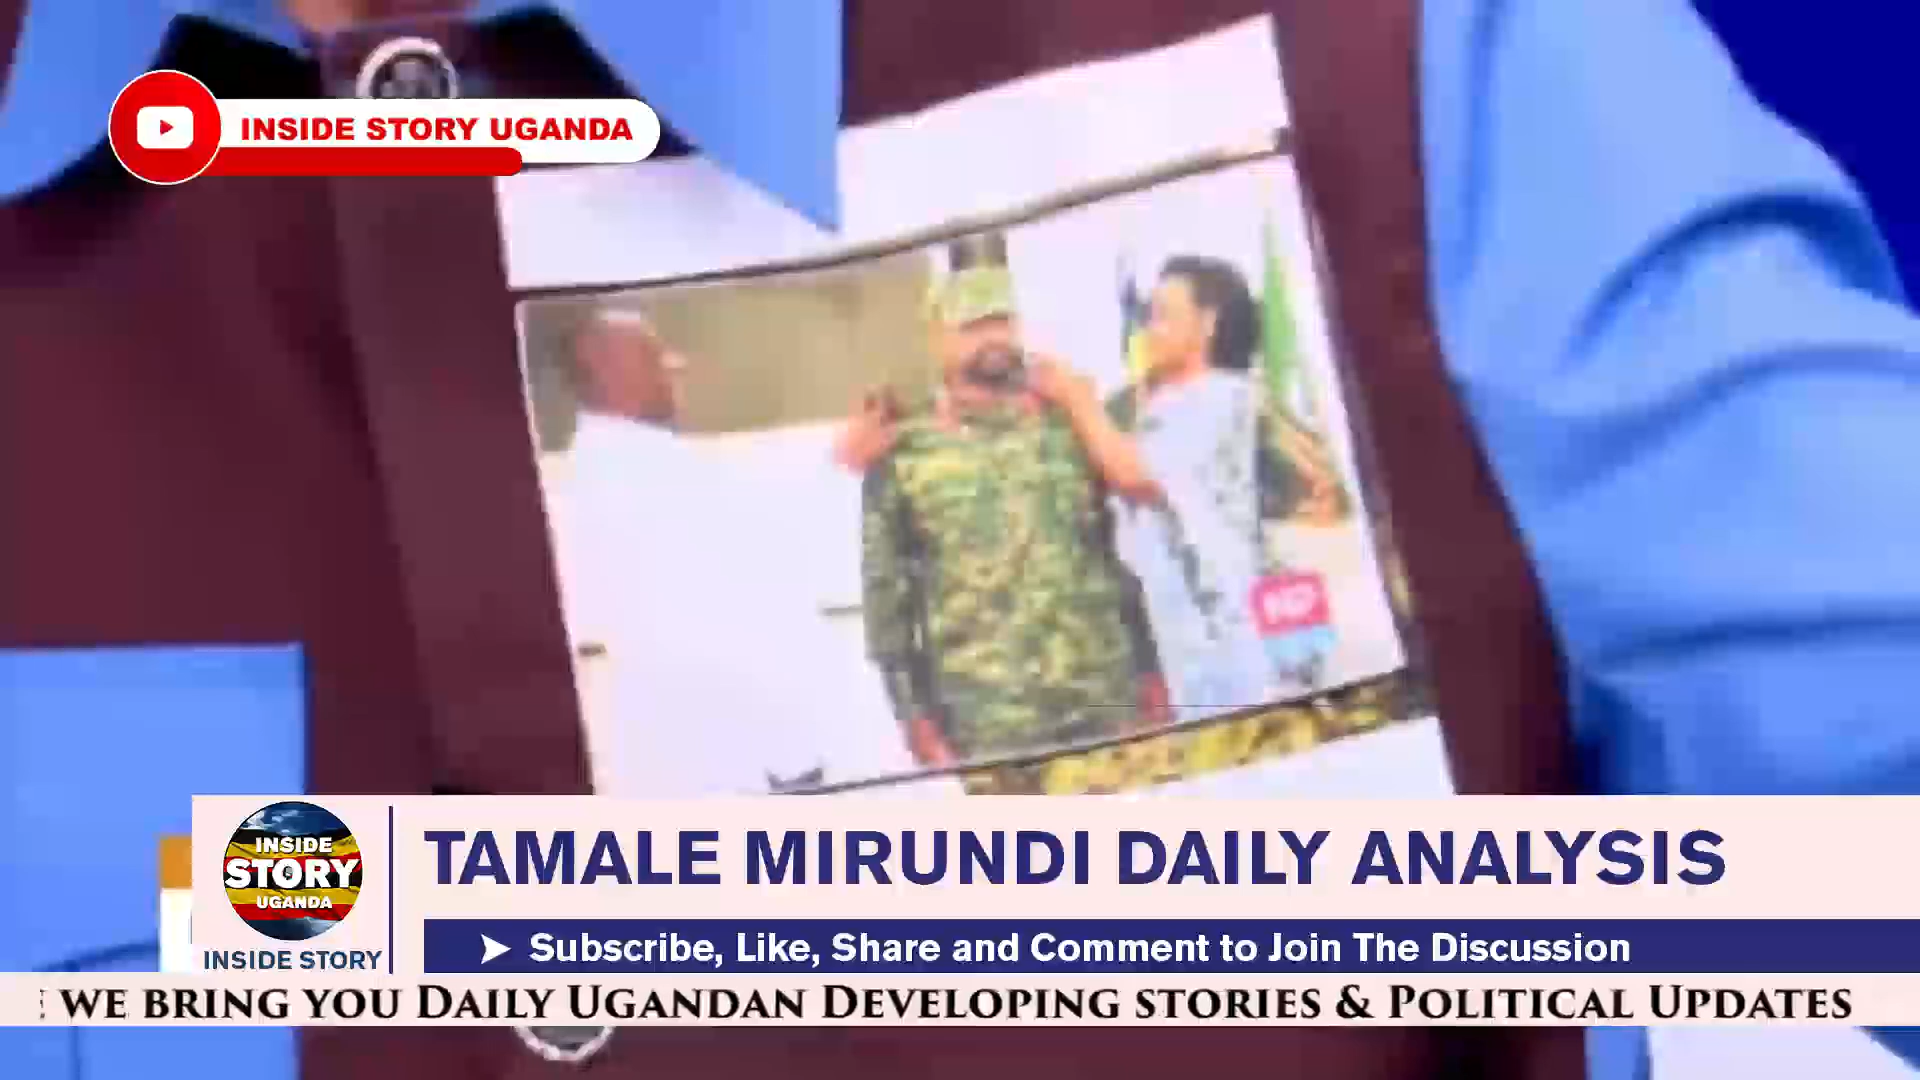 INSIDE STORY UGANDA
TAMALE MIRUNDI DAILY ANALYSIS
INSIDE
STORY
UGANDA
INSIDE STORY
➤ Subscribe, Like, Share and Comment to Join The Discussion
: WE BRING YOU DAILY UGANDAN DEVELOPING STORIES & POLITICAL UPDATES